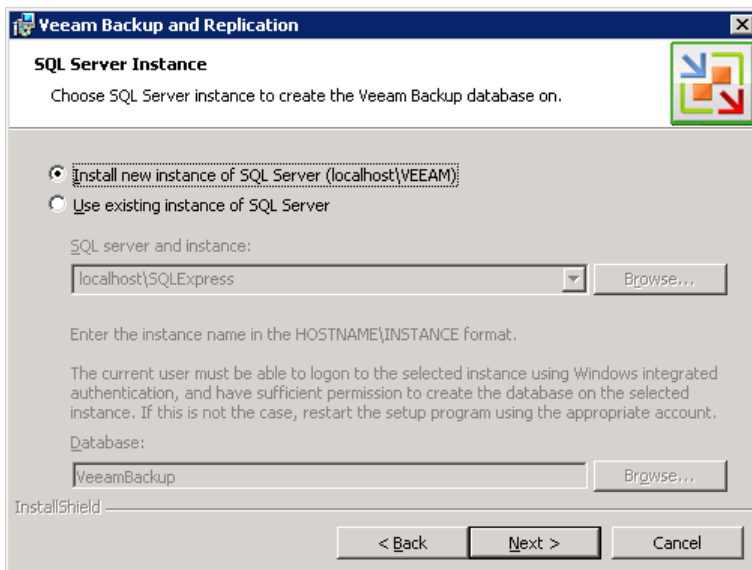 Veeam Backup and Replication
SQL Server Instance
Choose SQL Server instance to create the Veeam Backup database on.
Install new instance of SQL Server (localhost\VEEAM)
Use existing instance of SQL Server
SQL server and instance:
localhost\SQLExpress
Browse...
Enter the instance name in the HOSTNAME\INSTANCE format.
The current user must be able to logon to the selected instance using Windows integrated
authentication, and have sufficient permission to create the database on the selected
instance. If this is not the case, restart the setup program using the appropriate account.
Database:
VeeamBackup
Browse...
InstallShield
< Back
Next >
Cancel